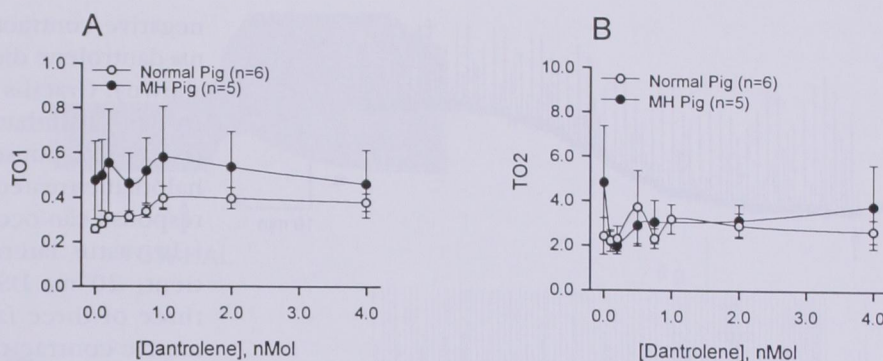 A
1.0
0.8
0.6
0.4
0.2
0.0
TO1
Normal Pig (n=6)
MH Pig (n=5)
0.0
1.0
2.0
3.0
4.0
[Dantrolene], nMol
B
10.0
8.0
6.0
4.0
2.0
0.0
TO2
Normal Pig (n=6)
MH Pig (n=5)
0.0
1.0
2.0
3.0
4.0
[Dantrolene], nMol